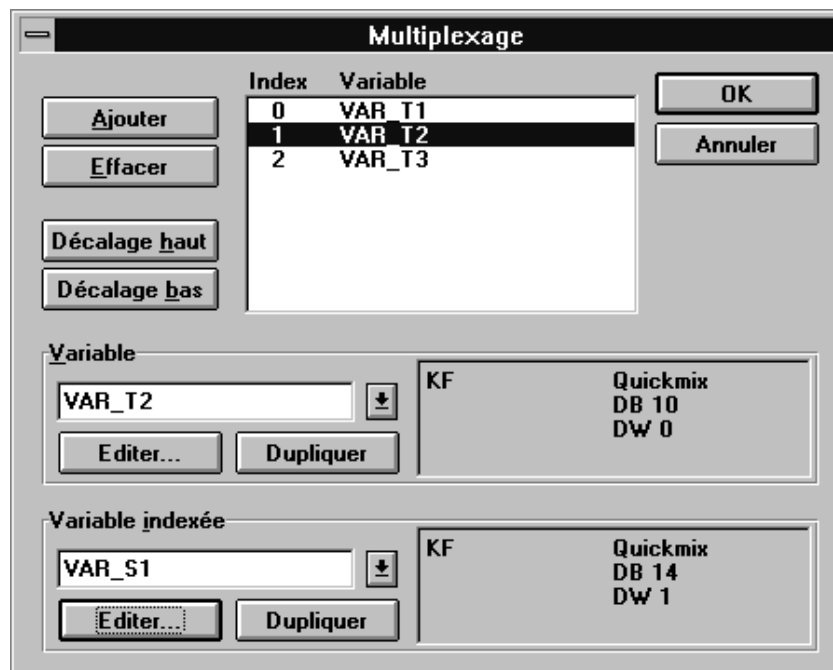 Multiplexage
Index Variable
0 VAR_T1
1 VAR_T2
2 VAR_T3
Ajouter
Effacer
Décalage haut
Décalage bas
OK
Annuler
Variable
VAR_T2
Editer...
Dupliquer
KF Quickmix
DB 10
DW 0
Variable indexée
VAR_S1
Editer...
Dupliquer
KF Quickmix
DB 14
DW 1